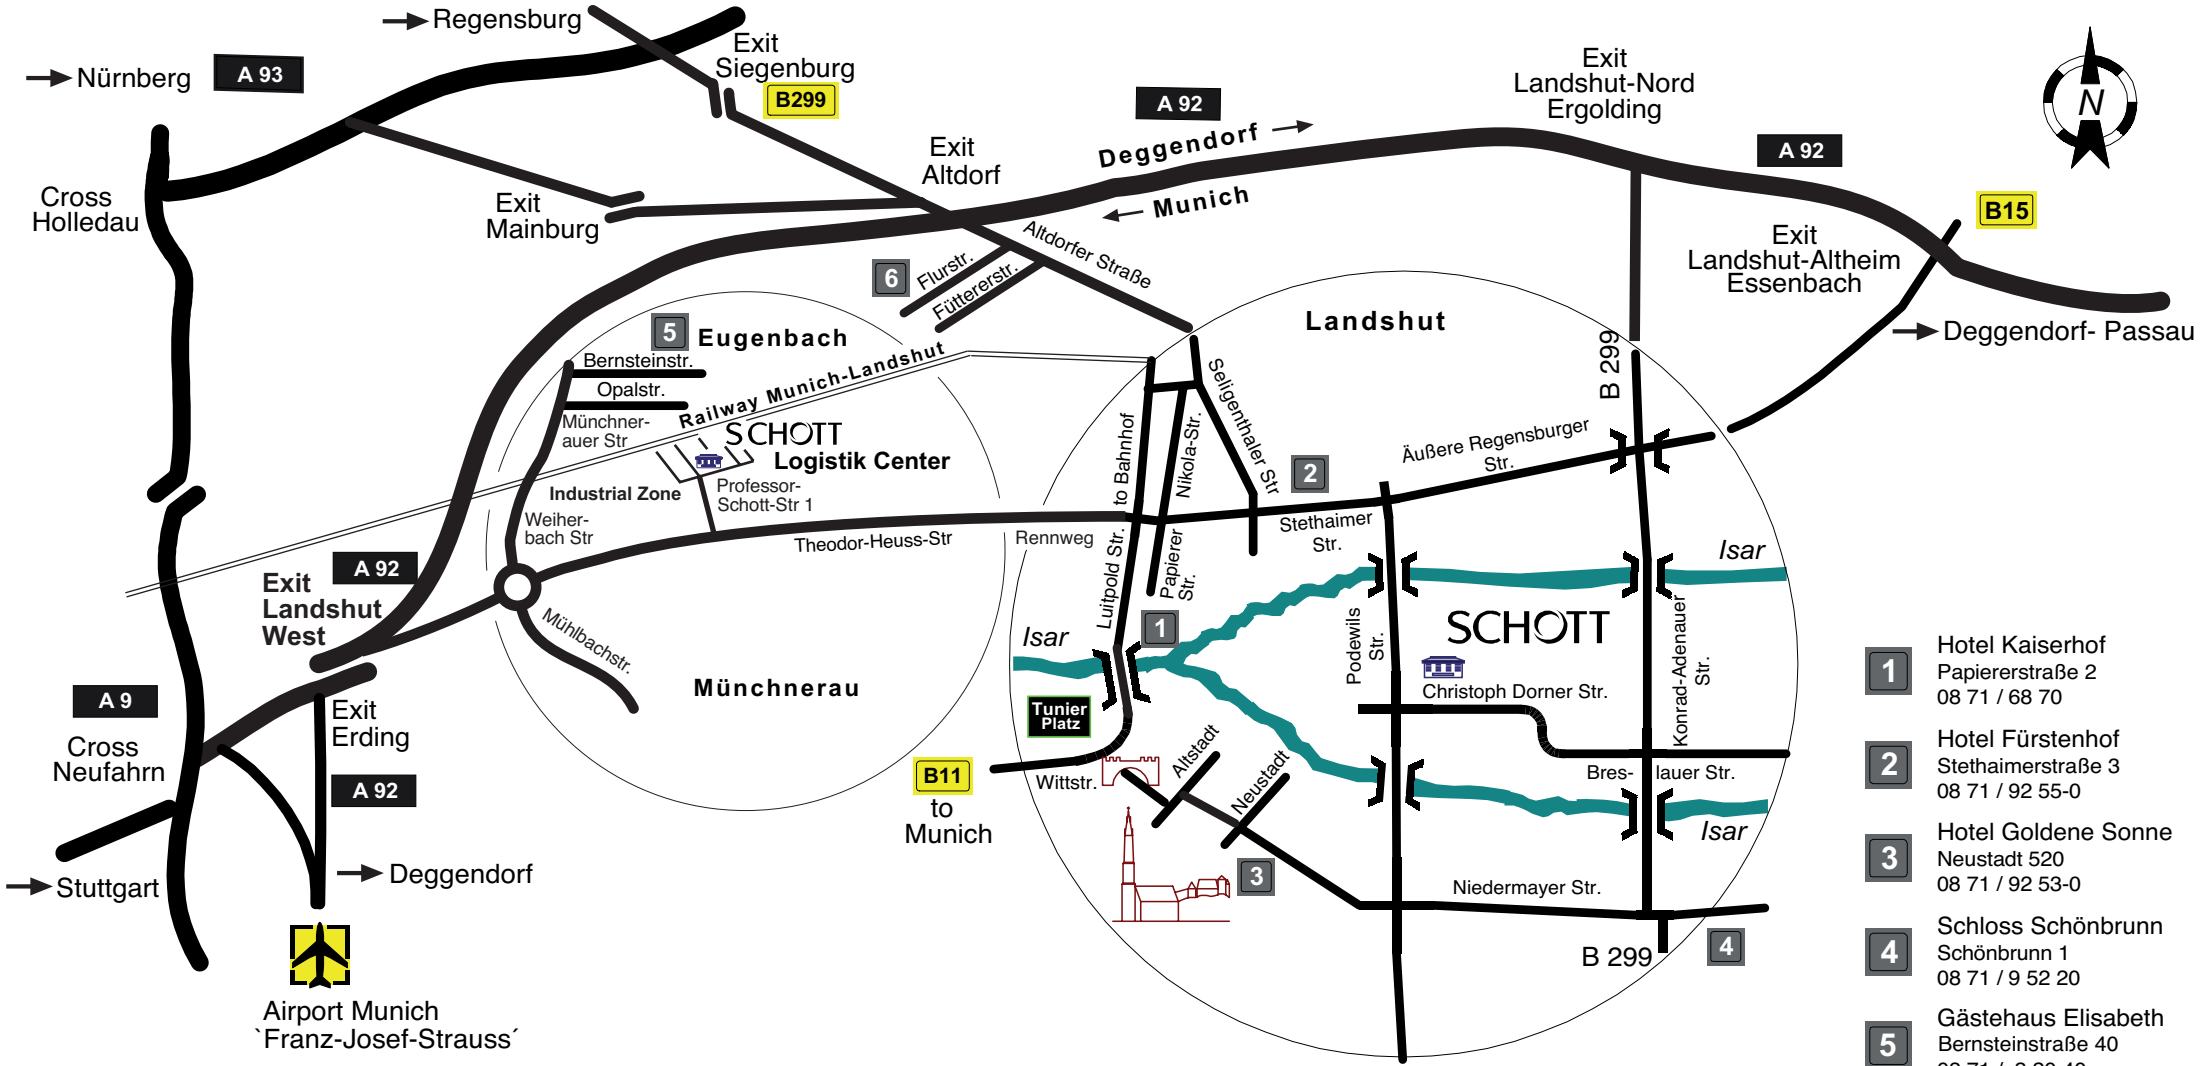 Regensburg
Nürnberg
A 93
Exit
Siegenburg
B299
Exit
Landshut-Nord
Ergolding
A 92
Deggendorf
Munich
A 92
N
Cross
Holledau
Exit
Mainburg
Exit
Altdorf
B15
Exit
Landshut-Altheim
Essenbach
Deggendorf- Passau
Altdorfer Straße
6
Flurstr.
Füttererstr.
5
Eugenbach
Bernsteinstr.
Opalstr.
Münchner-
auer Str
Railway Munich-Landshut
SCHOTT
Logistik Center
Industrial Zone
Professor-
Schott-Str 1
Weiher-
bach Str
Theodor-Heuss-Str
Rennweg
Landshut
B 299
Seligenthaler Str
to Bahnhof
Nikola-Str.
2
Äußere Regensburger
Str.
Stethaimer
Str.
Luitpold Str.
Papierer
Str.
A 92
Exit
Landshut
West
Mühlbachstr.
Münchnerau
Isar
1
Isar
Podewils
Str.
SCHOTT
Christoph Dorner Str.
Konrad-Adenauer
Str.
Tunier
Platz
A 9
Cross
Neufahrn
Exit
Erding
A 92
Stuttgart
Deggendorf
Airport Munich
`Franz-Josef-Strauss´
B11
to
Munich
Wittstr.
Altstadt
Neustadt
3
Bres- lauer Str.
Isar
Niedermayer Str.
B 299
4
1
Hotel Kaiserhof
Papiererstraße 2
08 71 / 68 70
2
Hotel Fürstenhof
Stethaimerstraße 3
08 71 / 92 55-0
3
Hotel Goldene Sonne
Neustadt 520
08 71 / 92 53-0
4
Schloss Schönbrunn
Schönbrunn 1
08 71 / 9 52 20
5
Gästehaus Elisabeth
Bernsteinstraße 40